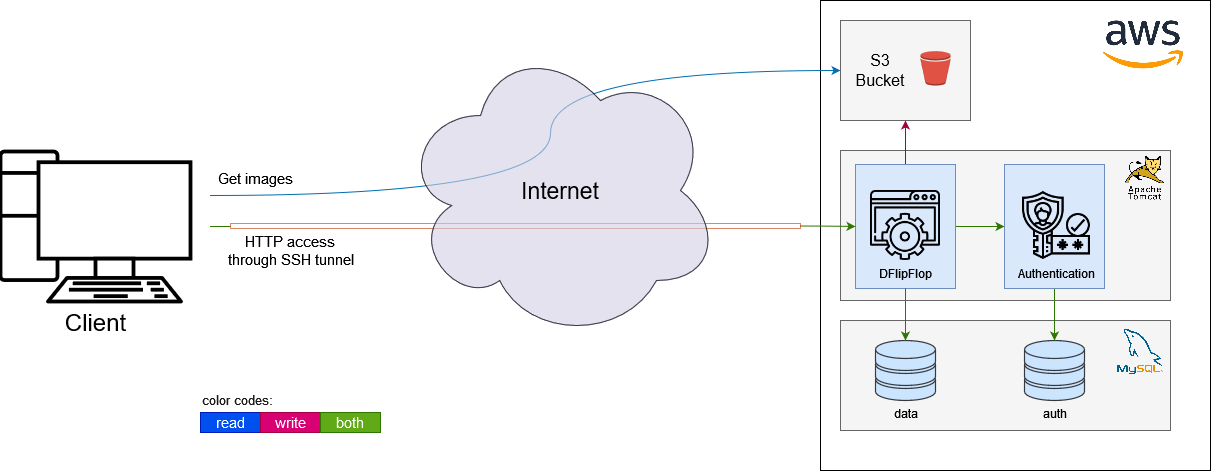 aws
S3
Bucket
Get images
Internet
HTTP access
through SSH tunnel
Client
Apache
Tomcat
DFlipFlop
Authentication
MySQL
data
auth
color codes:
read
write
both